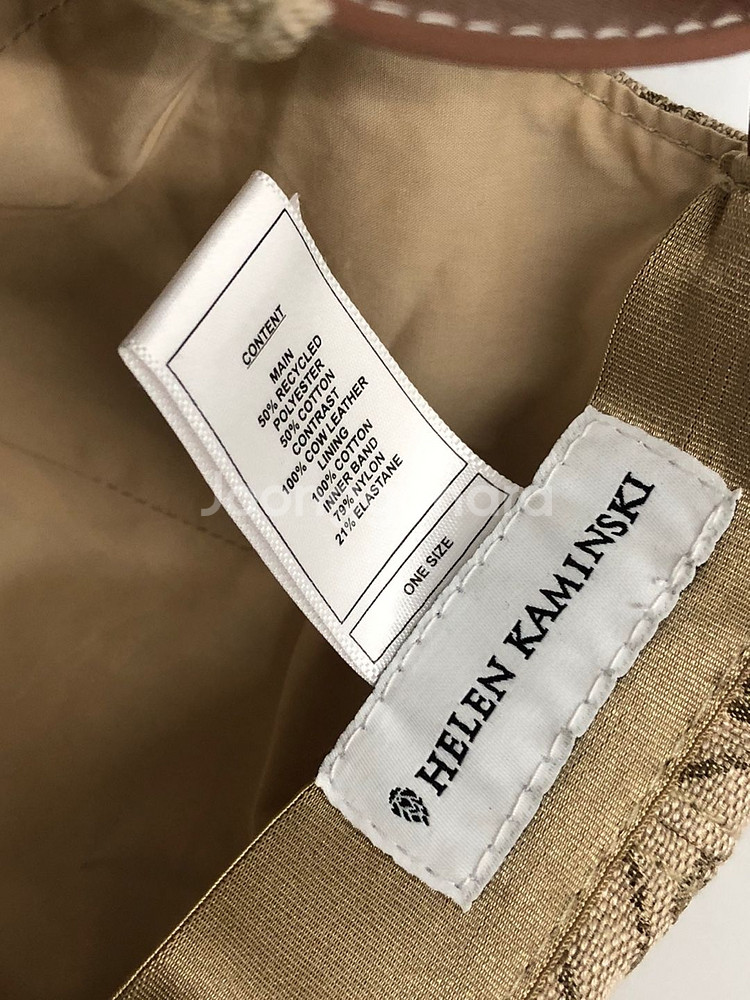 CONTENT
MAIN
50% RECYCLED
POLYESTER
50% COTTON
CONTRAST
100% COW LEATHER
LINING
100% COTTON
INNER BAND
79% NYLON
21% ELASTANE
ONE SIZE
HELEN KAMINSKI